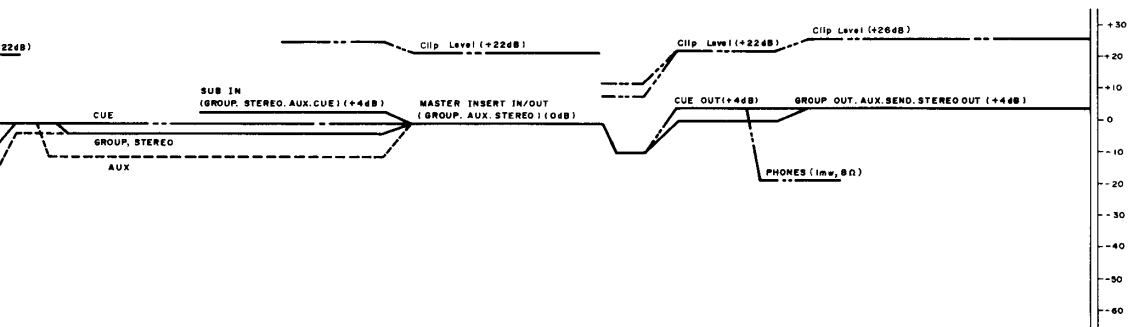 22dB)
Clip Level (+22dB)
Clip Level (+22dB)
Clip Level (+26dB)
SUB IN
(GROUP. STEREO. AUX. CUE) (+4dB)
MASTER INSERT IN/OUT
(GROUP. AUX. STEREO) (0dB)
CUE OUT(+4dB)
GROUP OUT. AUX. SEND. STEREO OUT (+4dB)
CUE
GROUP, STEREO
AUX
PHONES (1mw, 8Ω)
+30
+20
+10
0
-10
-20
-30
-40
-50
-60